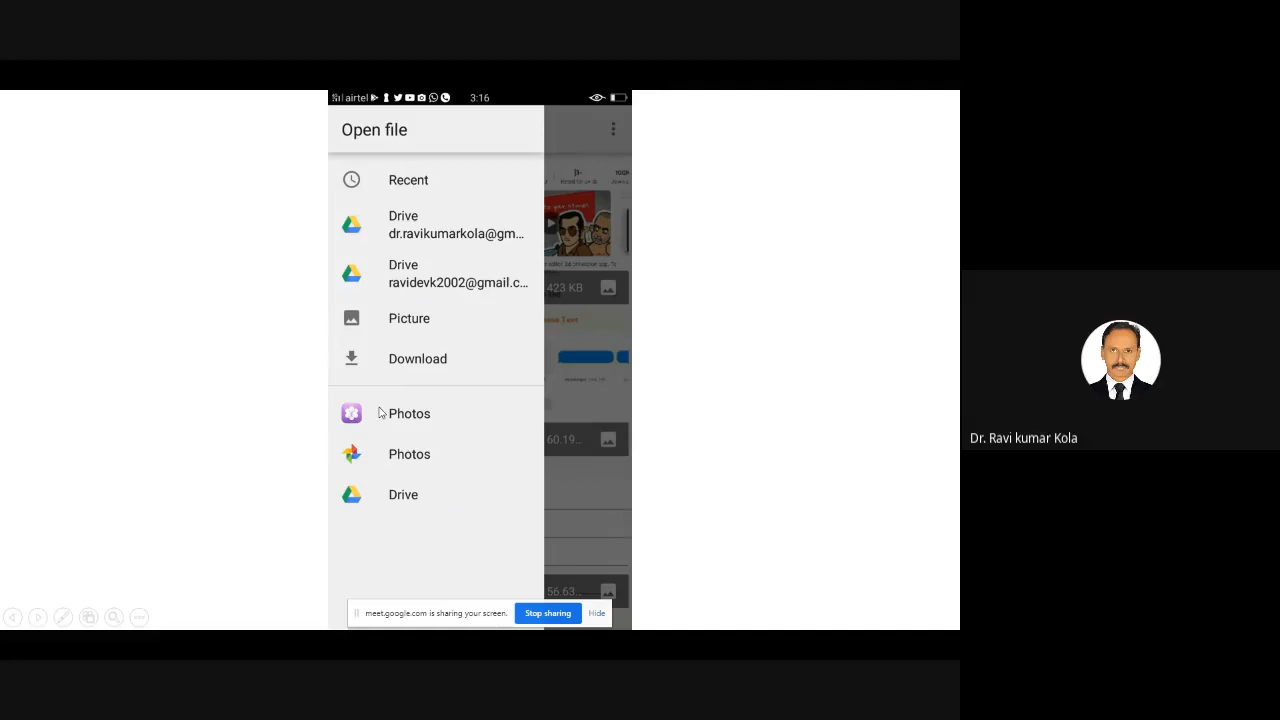 airtel
3:16
Open file
Recent
Drive
dr.ravikumarkola@gm...
Drive
ravidevk2002@gmail.c...
Picture
Download
Photos
Photos
Drive
423 KB
60.19...
56.63...
meet.google.com is sharing your screen.
Stop sharing
Hide
Dr. Ravi kumar Kola